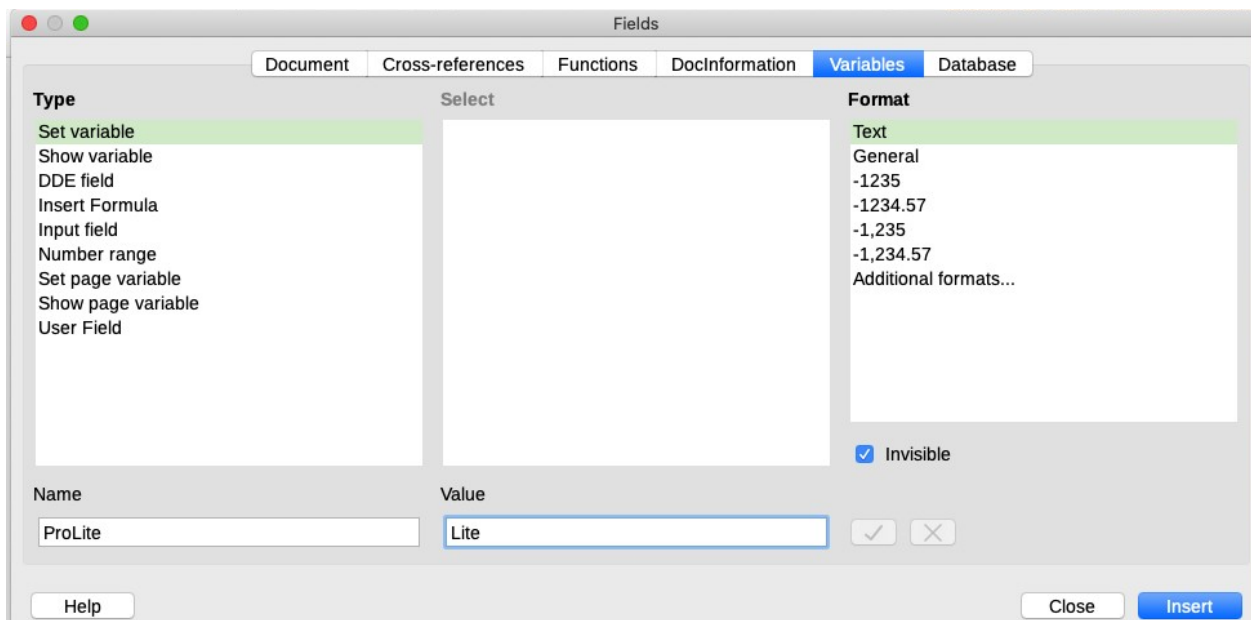 Fields
Document Cross-references Functions DocInformation Variables Database
Type
Set variable
Show variable
DDE field
Insert Formula
Input field
Number range
Set page variable
Show page variable
User Field
Select
Format
Text
General
-1235
-1234.57
-1,235
-1,234.57
Additional formats...
Invisible
Name
ProLite
Value
Lite
Help
Close
Insert